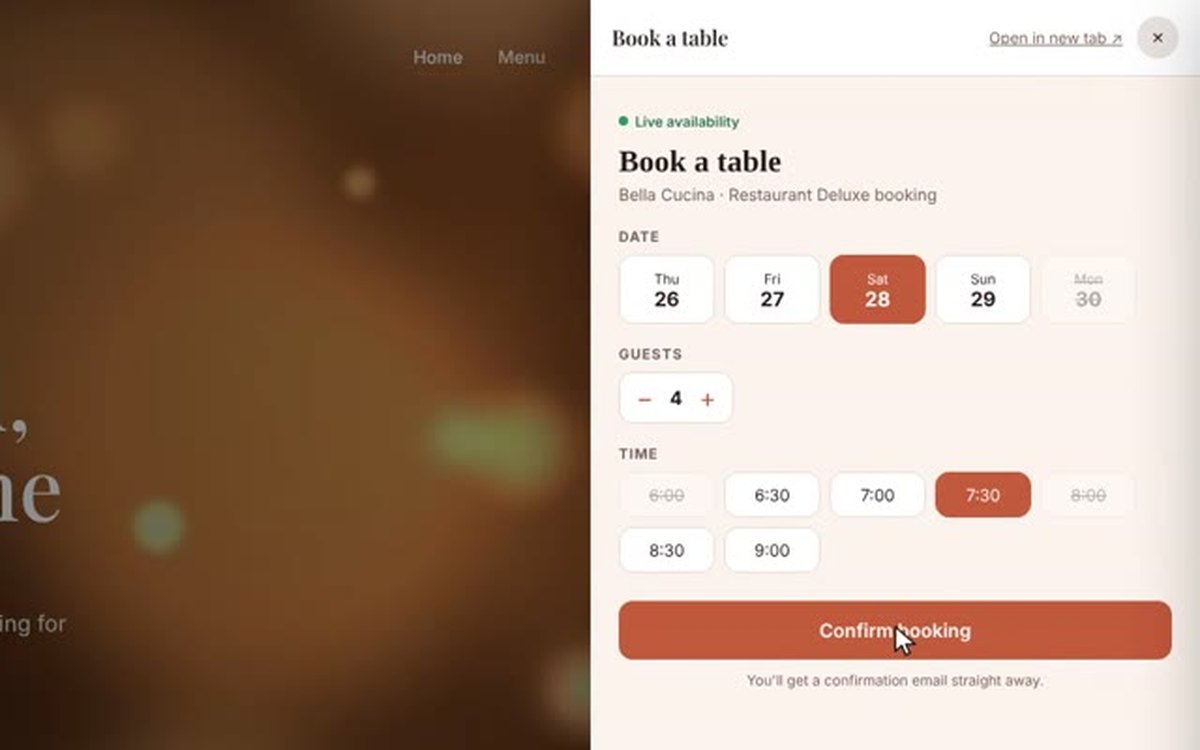 Home Menu
,
ne
ing for
Book a table
Open in new tab ↗
×
Live availability
Book a table
Bella Cucina · Restaurant Deluxe booking
DATE
Thu Fri Sat Sun Mon
26 27 28 29 30
GUESTS
− 4 +
TIME
6:00 6:30 7:00 7:30 8:00
8:30 9:00
Confirm booking
You'll get a confirmation email straight away.